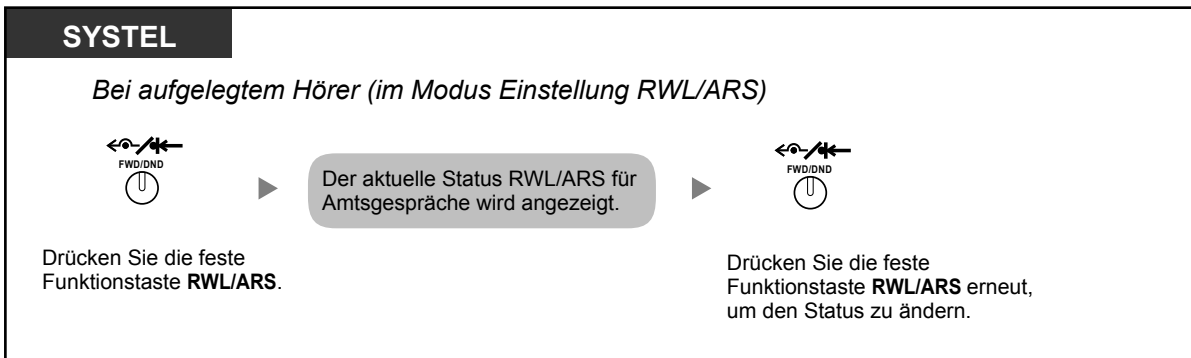 SYSTEL
Bei aufgelegtem Hörer (im Modus Einstellung RWL/ARS)
FWD/DND
Drücken Sie die feste
Funktionstaste RWL/ARS.
Der aktuelle Status RWL/ARS für
Amtsgespräche wird angezeigt.
FWD/DND
Drücken Sie die feste
Funktionstaste RWL/ARS erneut,
um den Status zu ändern.